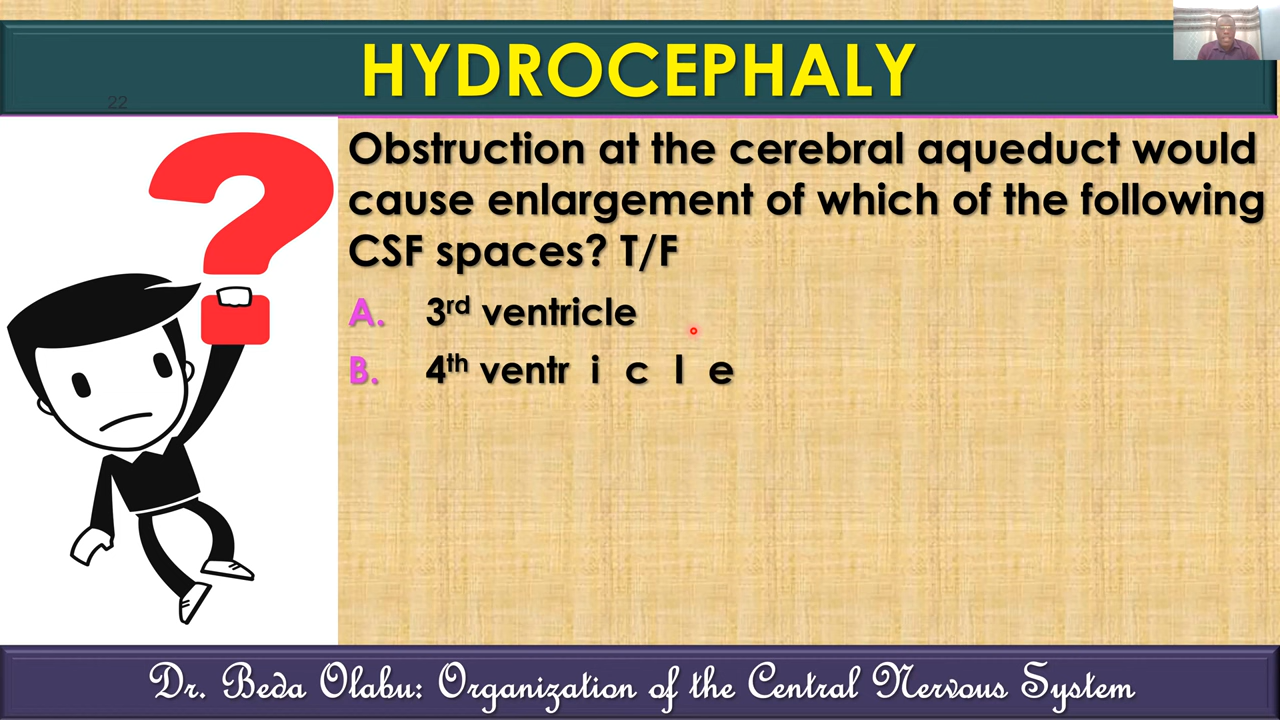 HYDROCEPHALY
22
Obstruction at the cerebral aqueduct would
cause enlargement of which of the following
CSF spaces? T/F
A. 3rd ventricle
B. 4th ventr i c l e
Dr. Beda Olabu: Organization of the Central Nervous System